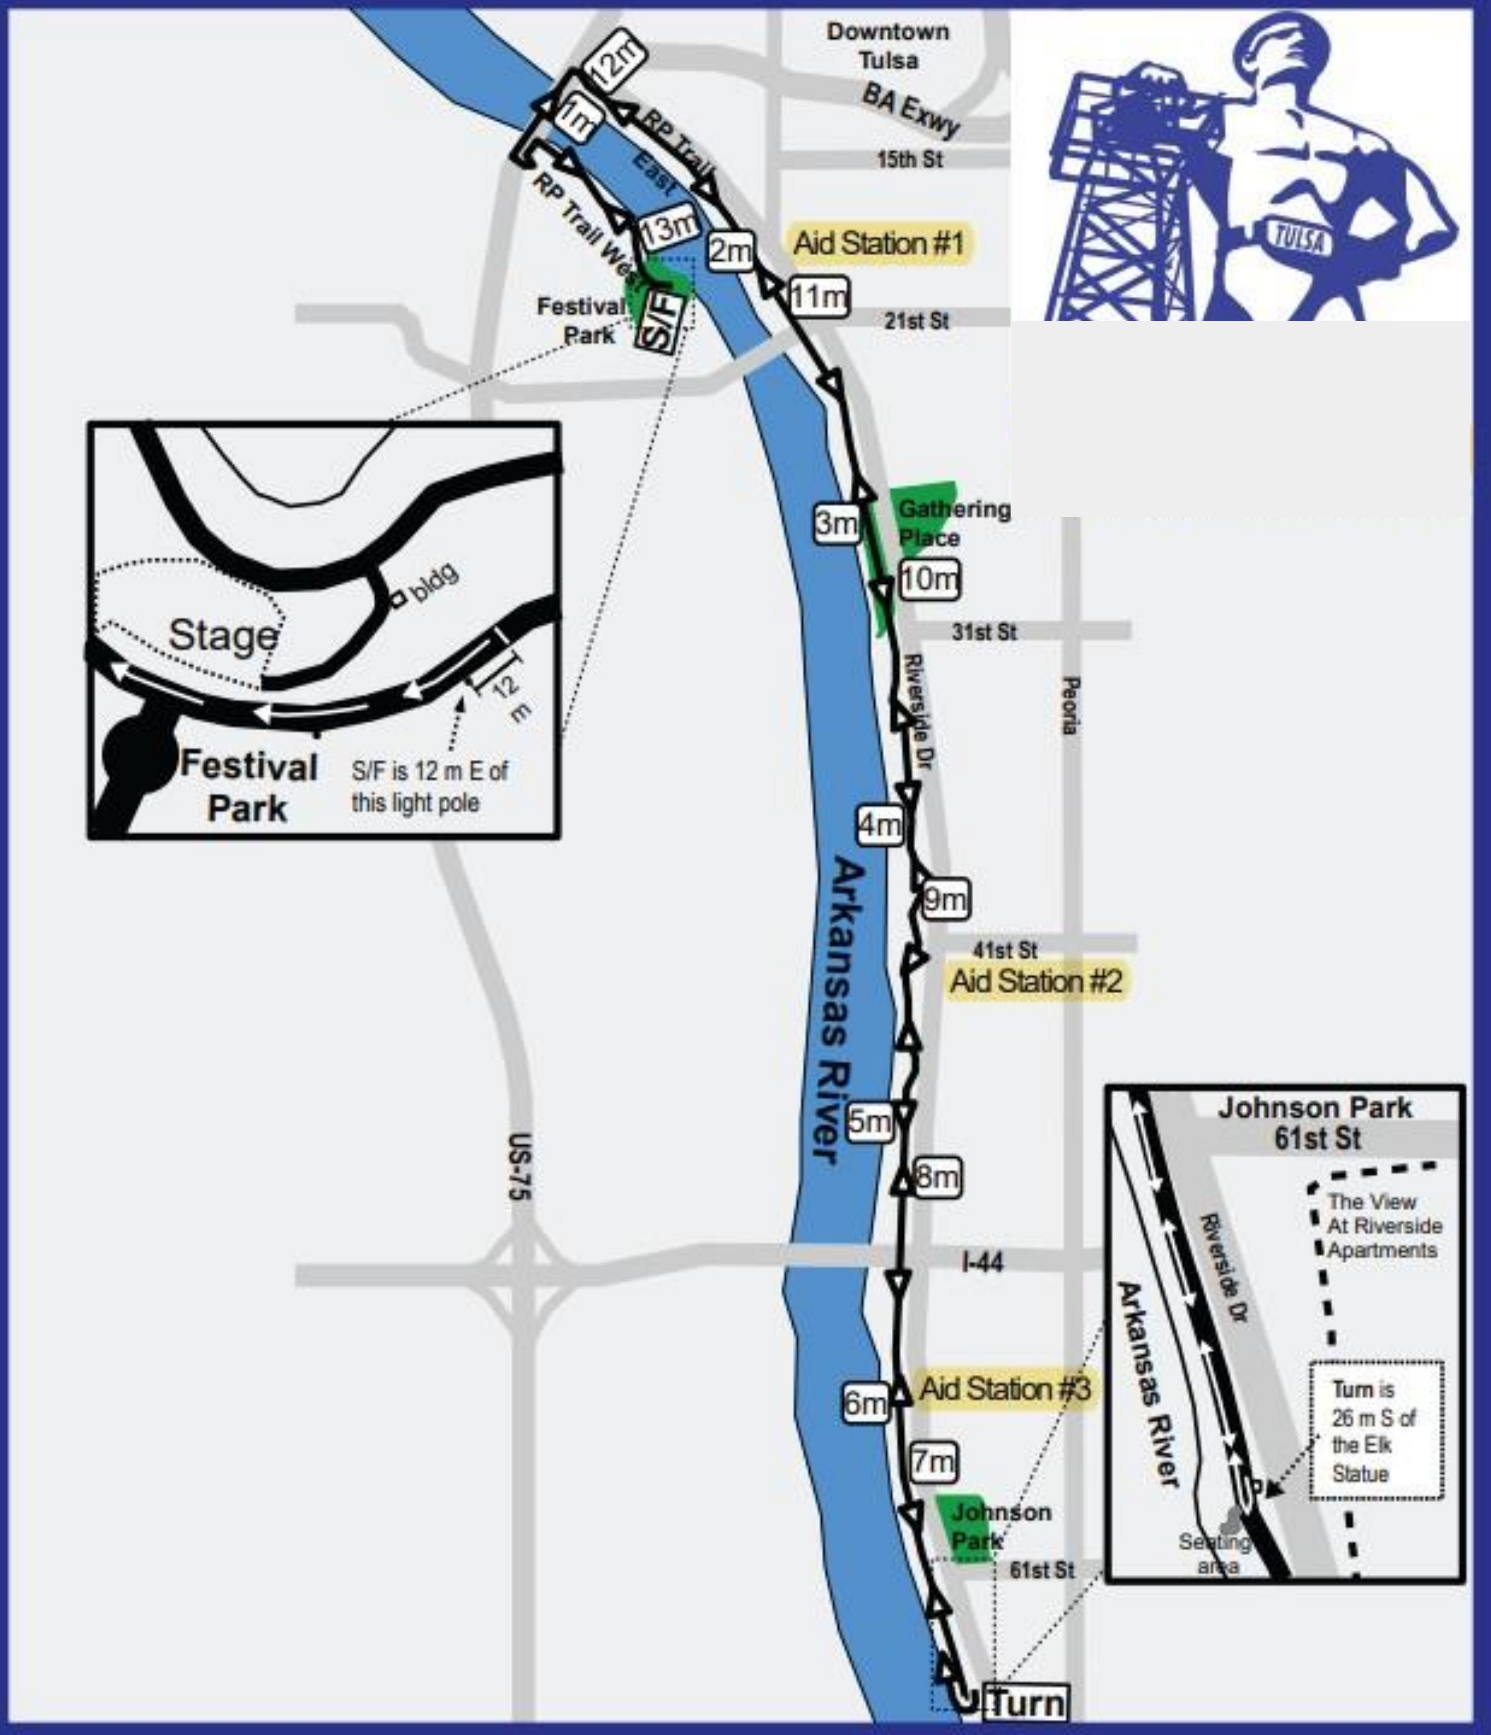 Downtown
Tulsa
BA Exwy
12m
1m
RP Trail
East
15th St
TULSA
RP Trail West
13m
2m
Aid Station #1
11m
Festival
Park
S/F
21st St
3m
Gathering
Place
10m
31st St
Riverside Dr
Peoria
Stage
bldg
12
m
Festival
Park
S/F is 12 m E of
this light pole
4m
9m
41st St
Aid Station #2
Arkansas River
5m
8m
US-75
I-44
6m
Aid Station #3
7m
Johnson
Park
61st St
Turn
Johnson Park
61st St
The View
At Riverside
Apartments
Riverside Dr
Arkansas River
Turn is
26 m S of
the Elk
Statue
Seating
area